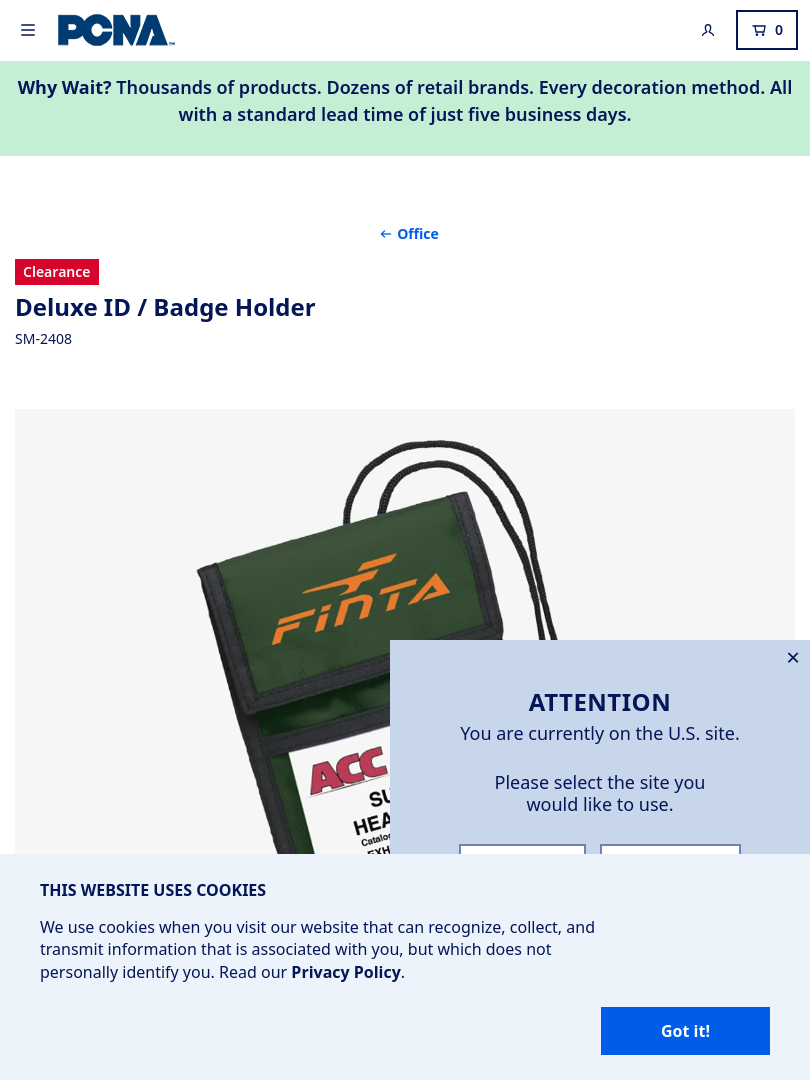 PCNA
0
Why Wait? Thousands of products. Dozens of retail brands. Every decoration method. All
with a standard lead time of just five business days.
← Office
Clearance
Deluxe ID / Badge Holder
SM-2408
FINTA
ACC
ATTENTION
You are currently on the U.S. site.
Please select the site you
would like to use.
THIS WEBSITE USES COOKIES
We use cookies when you visit our website that can recognize, collect, and
transmit information that is associated with you, but which does not
personally identify you. Read our Privacy Policy.
Got it!